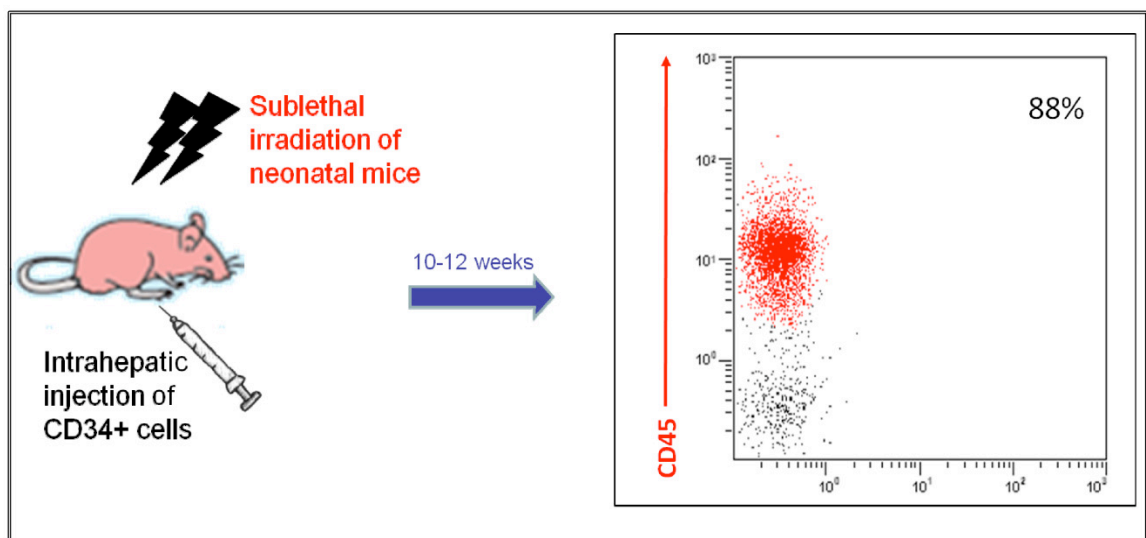 Sublethal
irradiation of
neonatal mice
Intrahepatic
injection of
CD34+ cells
10-12 weeks
88%
CD45
10³
10²
10¹
10⁰
10⁰
10¹
10²
10³